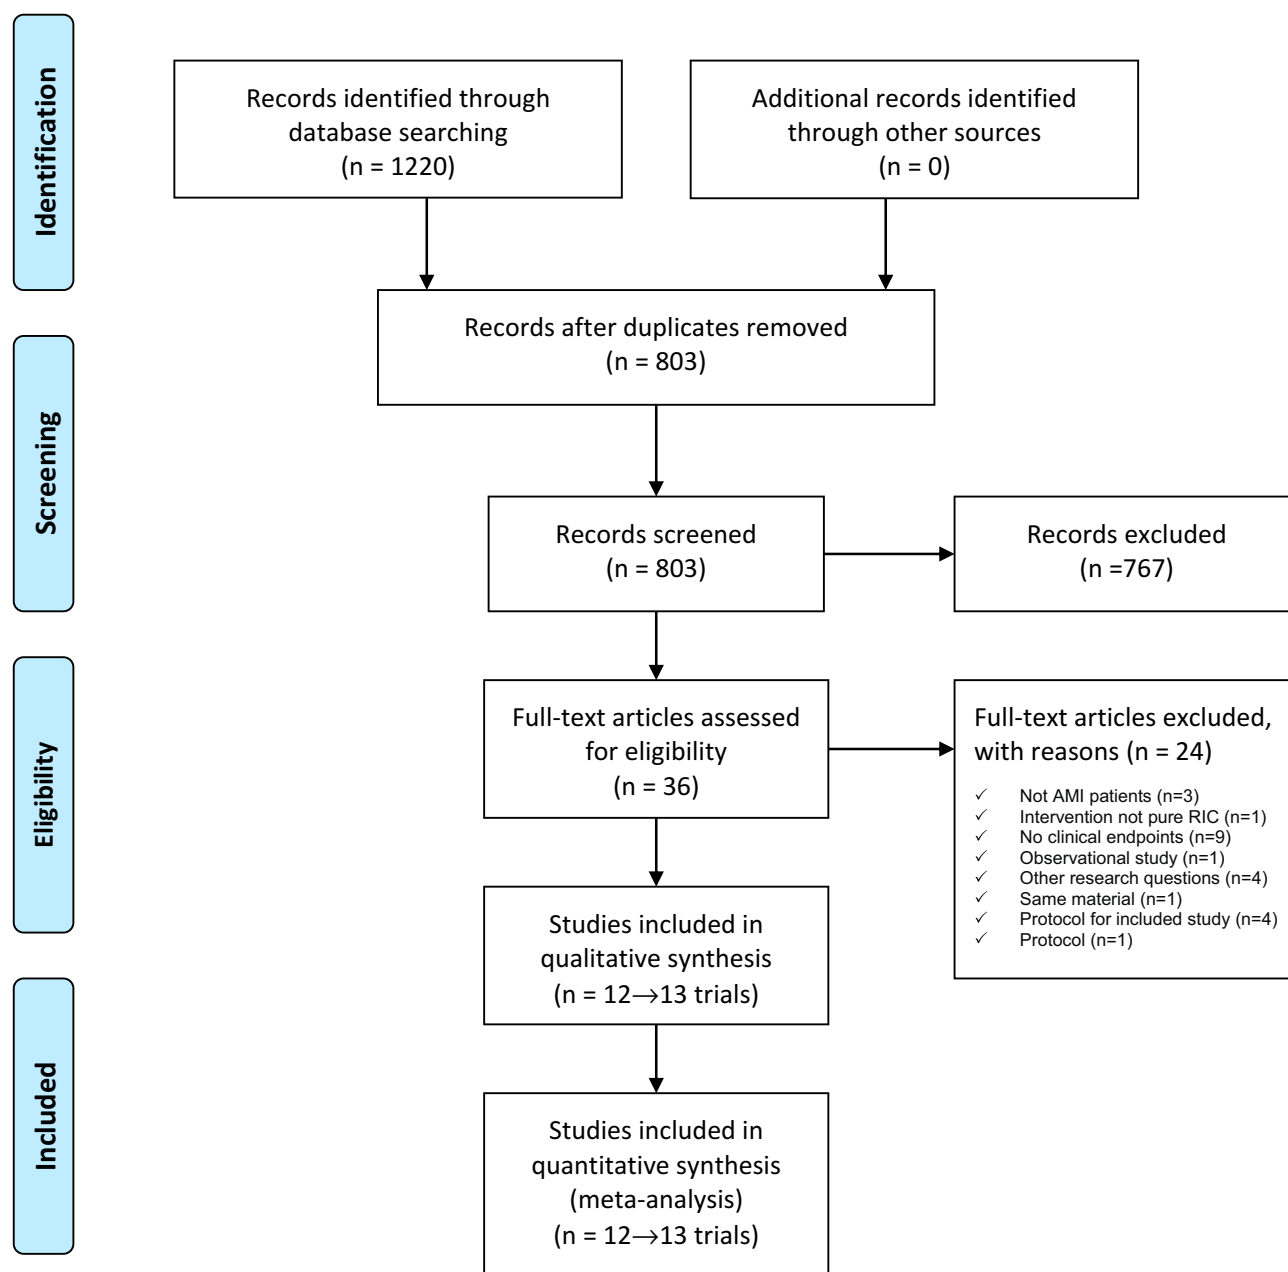 Identification
Records identified through
database searching
(n = 1220)
Additional records identified
through other sources
(n = 0)
Records after duplicates removed
(n = 803)
Screening
Records screened
(n = 803)
Records excluded
(n =767)
Eligibility
Full-text articles assessed
for eligibility
(n = 36)
Full-text articles excluded,
with reasons (n = 24)
✓ Not AMI patients (n=3)
✓ Intervention not pure RIC (n=1)
✓ No clinical endpoints (n=9)
✓ Observational study (n=1)
✓ Other research questions (n=4)
✓ Same material (n=1)
✓ Protocol for included study (n=4)
✓ Protocol (n=1)
Studies included in
qualitative synthesis
(n = 12→13 trials)
Included
Studies included in
quantitative synthesis
(meta-analysis)
(n = 12→13 trials)